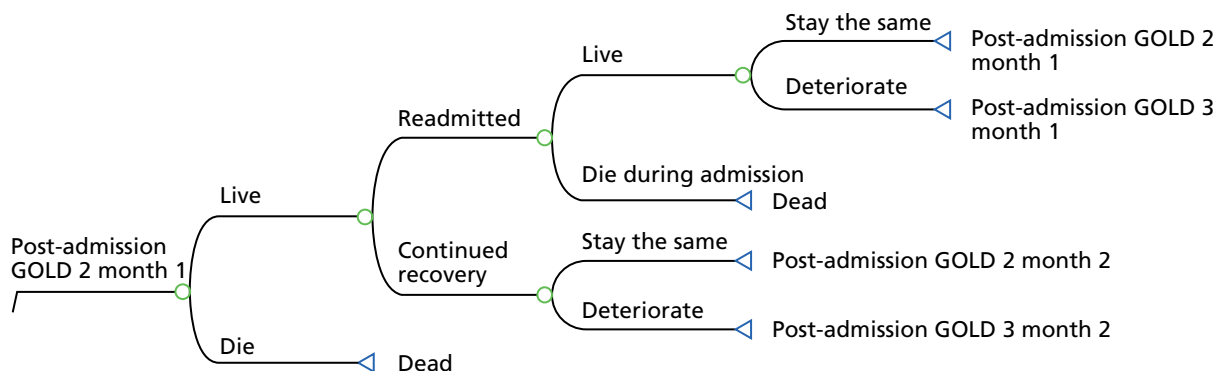 Stay the same
Post-admission GOLD 2
month 1
Live
Deteriorate
Post-admission GOLD 3
month 1
Readmitted
Die during admission
Dead
Live
Post-admission
GOLD 2 month 1
Continued
recovery
Stay the same
Post-admission GOLD 2 month 2
Deteriorate
Post-admission GOLD 3 month 2
Die
Dead